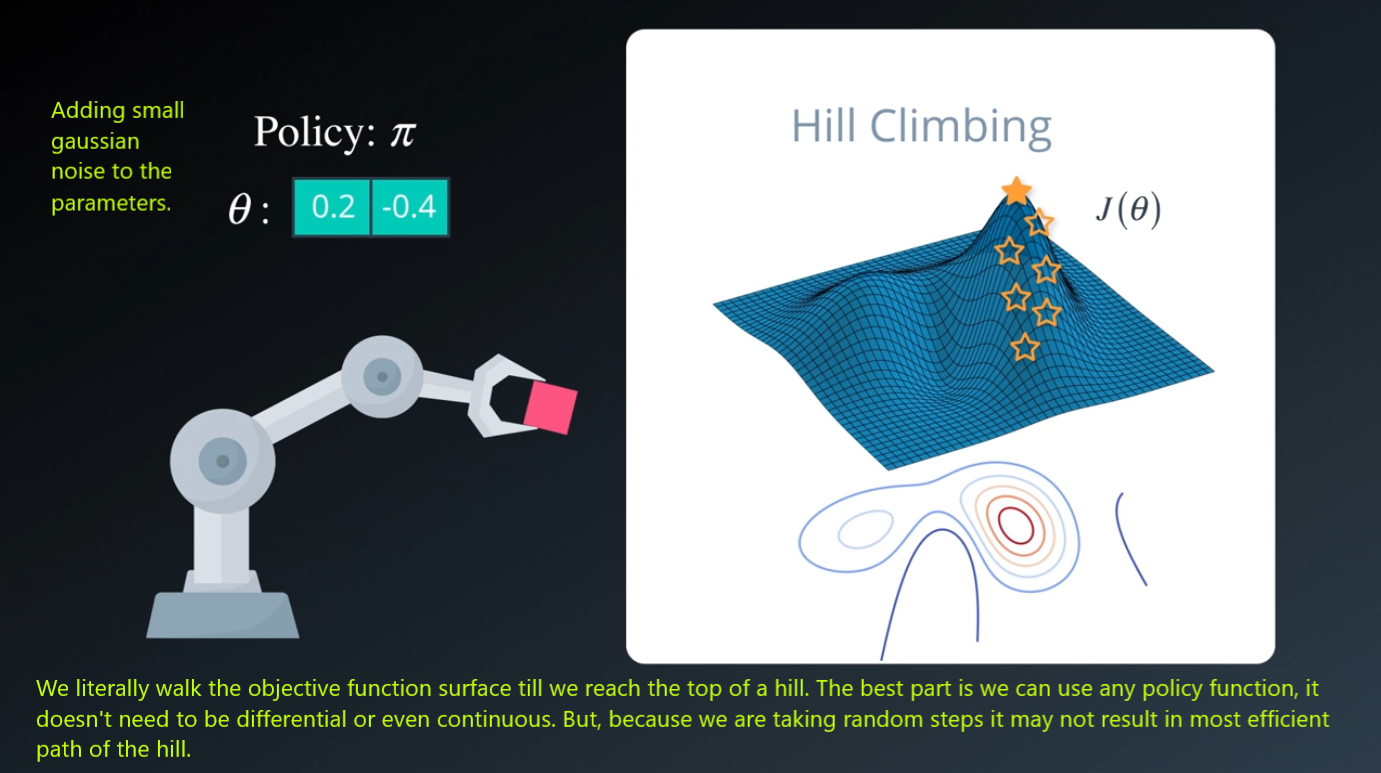 Adding small
gaussian
noise to the
parameters.
Policy: π
θ : 0.2 -0.4
Hill Climbing
J(θ)
We literally walk the objective function surface till we reach the top of a hill. The best part is we can use any policy function, it
doesn't need to be differential or even continuous. But, because we are taking random steps it may not result in most efficient
path of the hill.